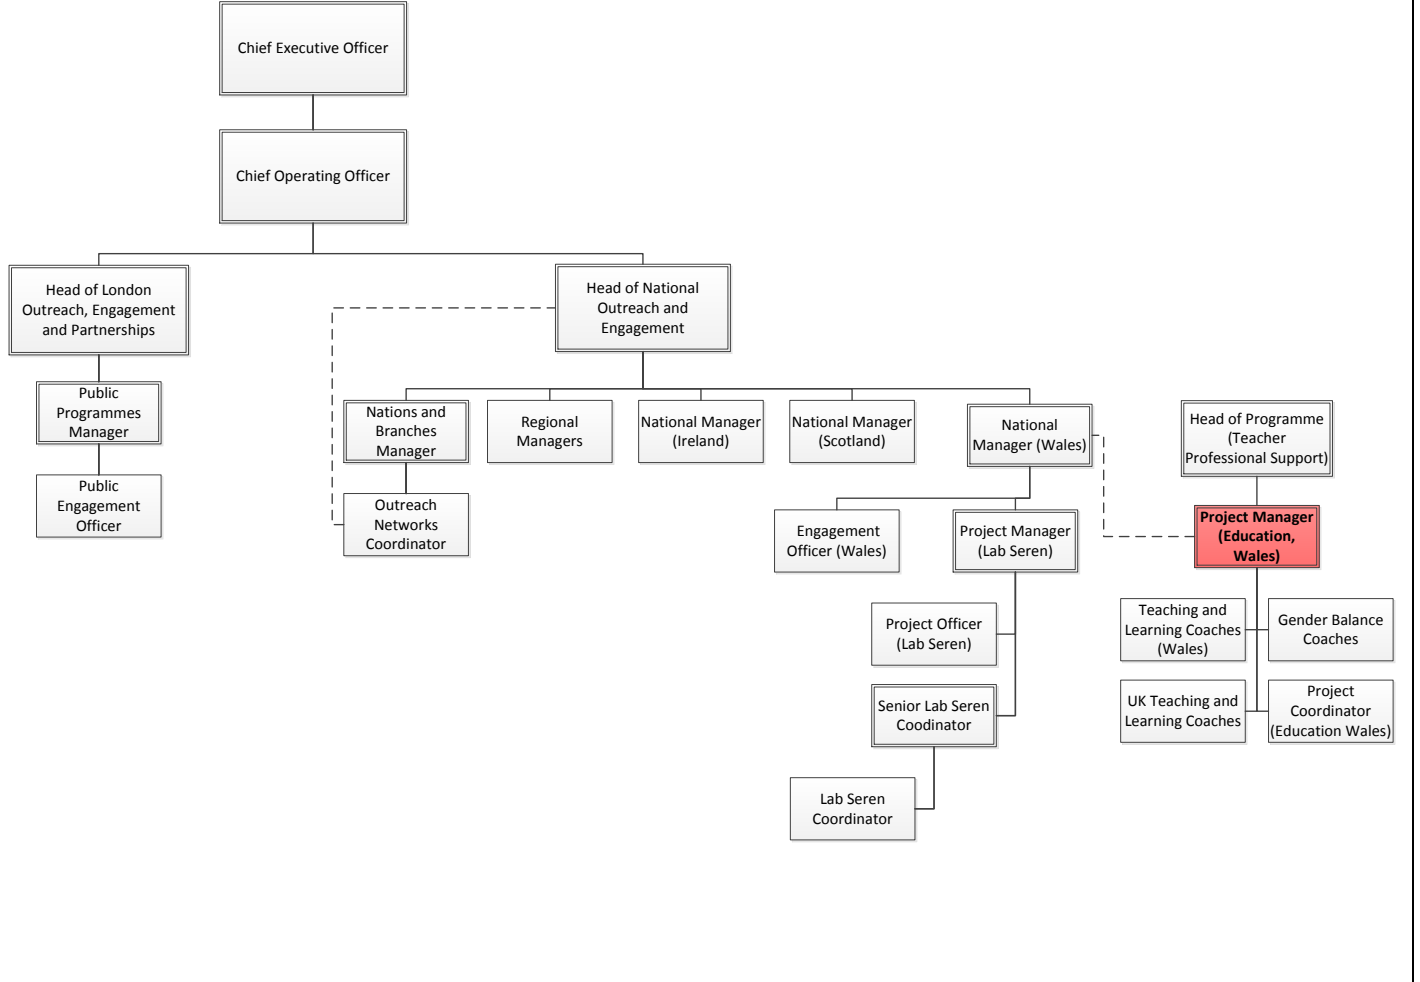 Chief Executive Officer
Chief Operating Officer
Head of London
Outreach, Engagement
and Partnerships
Head of National
Outreach and
Engagement
Public
Programmes
Manager
Public
Engagement
Officer
Nations and
Branches
Manager
Regional
Managers
National Manager
(Ireland)
National Manager
(Scotland)
National
Manager (Wales)
Head of Programme
(Teacher
Professional Support)
Outreach
Networks
Coordinator
Engagement
Officer (Wales)
Project Manager
(Lab Seren)
Project Manager
(Education,
Wales)
Project Officer
(Lab Seren)
Teaching and
Learning Coaches
(Wales)
Gender Balance
Coaches
Senior Lab Seren
Coodinator
UK Teaching and
Learning Coaches
Project
Coordinator
(Education Wales)
Lab Seren
Coordinator